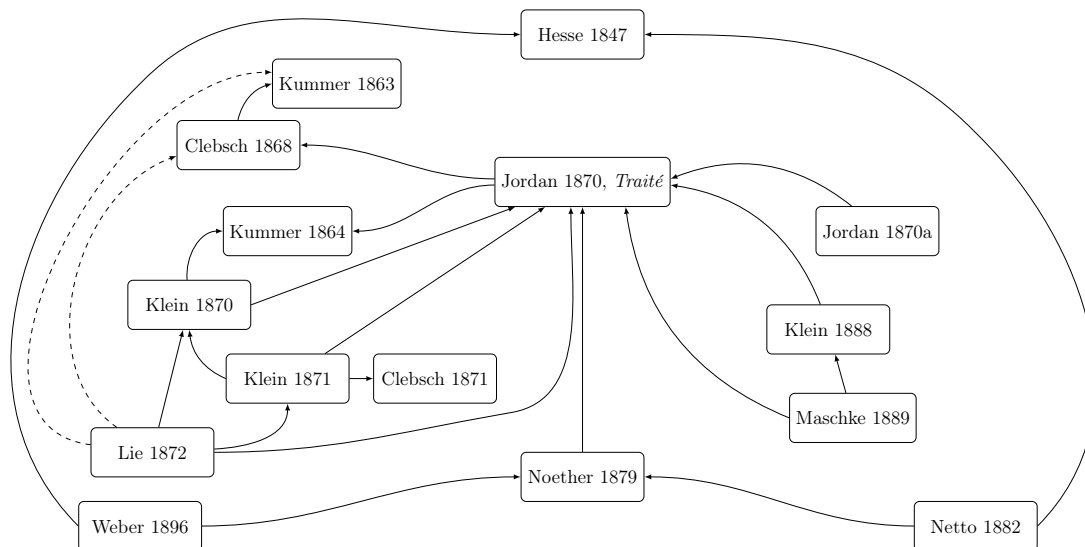 Hesse 1847
Kummer 1863
Clebsch 1868
Jordan 1870, Traité
Kummer 1864
Jordan 1870a
Klein 1870
Klein 1888
Klein 1871
Clebsch 1871
Maschke 1889
Lie 1872
Noether 1879
Weber 1896
Netto 1882